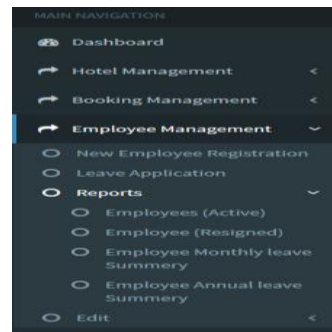 MAIN NAVIGATION
Dashboard
Hotel Management
Booking Management
Employee Management
New Employee Registration
Leave Application
Reports
Employees (Active)
Employee (Resigned)
Employee Monthly leave
Summery
Employee Annual leave
Summery
Edit